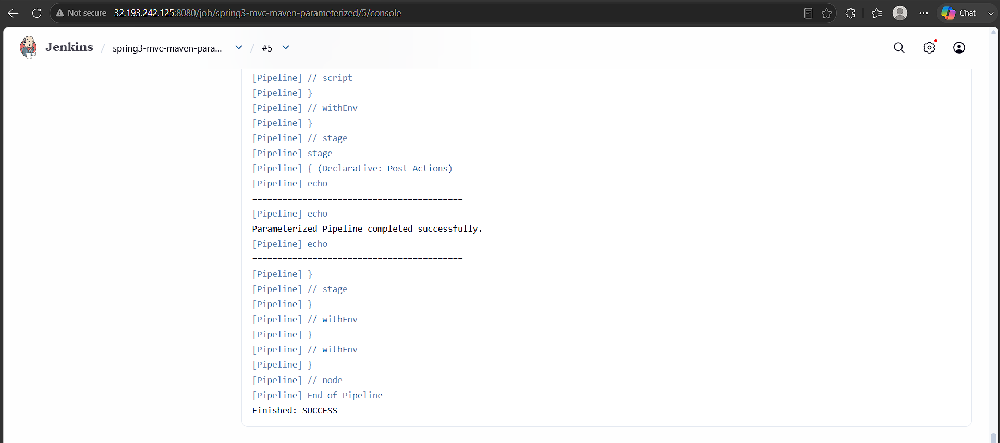 Not secure 32.193.242.125:8080/job/spring3-mvc-maven-parameterized/5/console Chat
Jenkins / spring3-mvc-maven-para... / #5
[Pipeline] // script
[Pipeline] }
[Pipeline] // withEnv
[Pipeline] }
[Pipeline] // stage
[Pipeline] stage
[Pipeline] { (Declarative: Post Actions)
[Pipeline] echo
==========================================
[Pipeline] echo
Parameterized Pipeline completed successfully.
[Pipeline] echo
==========================================
[Pipeline] }
[Pipeline] // stage
[Pipeline] }
[Pipeline] // withEnv
[Pipeline] }
[Pipeline] // withEnv
[Pipeline] }
[Pipeline] // node
[Pipeline] End of Pipeline
Finished: SUCCESS